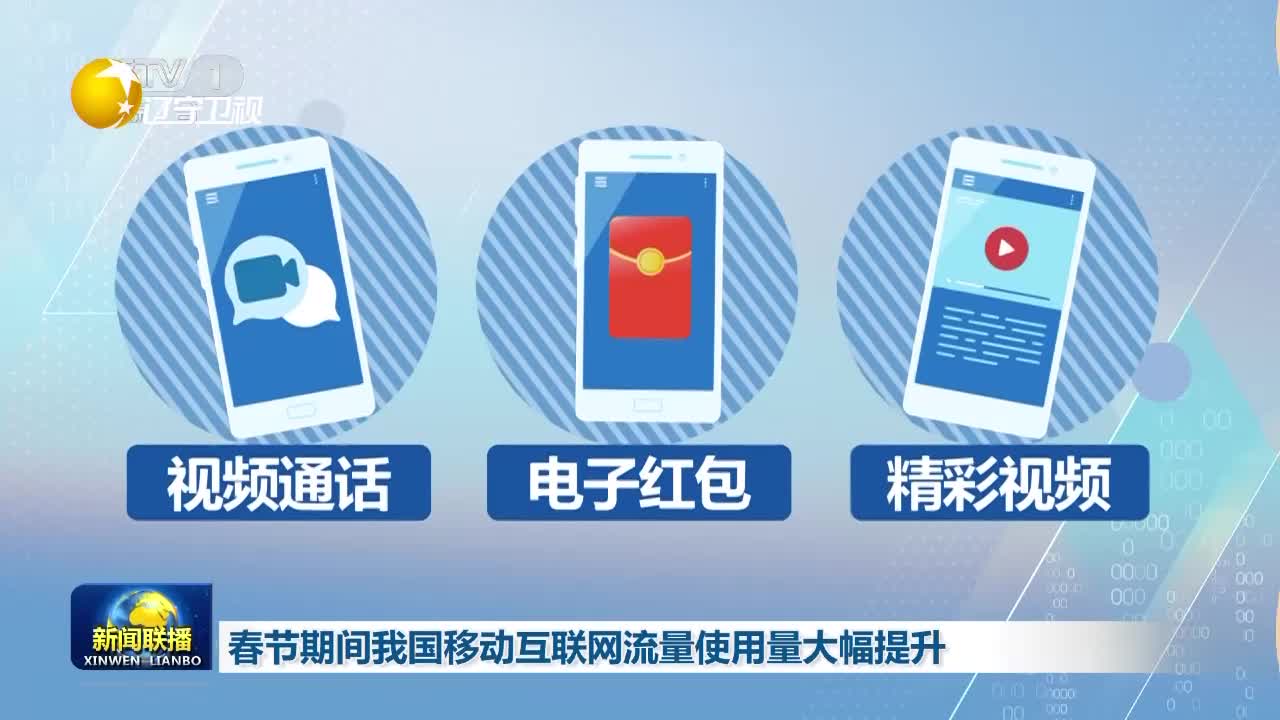 辽宁卫视
视频通话
电子红包
精彩视频
新闻联播
XINWEN LIANBO
春节期间我国移动互联网流量使用量大幅提升